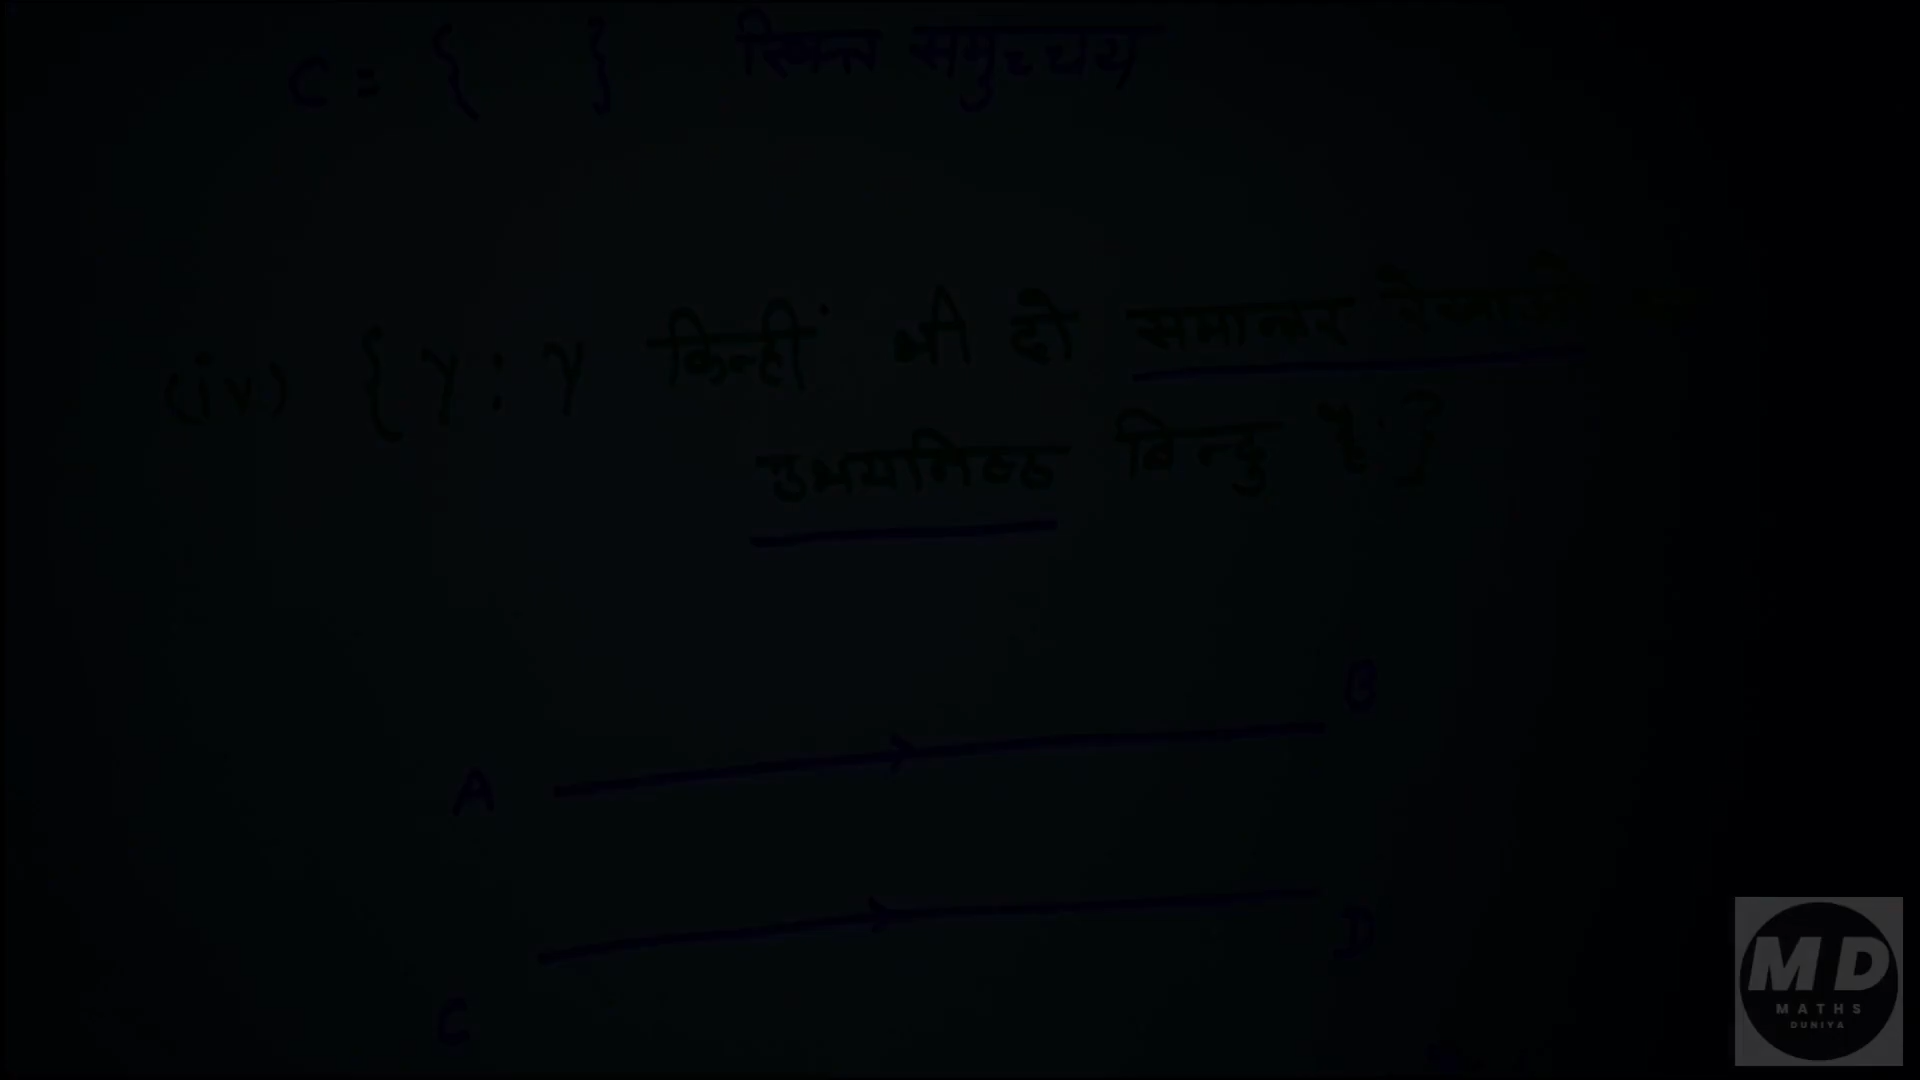 C = { } रिक्त समुच्चय
(iv) { y : y किन्हीं भी दो समान्तर रेखाओं का
उभयनिष्ठ बिन्दु है }
A
B
C
D
MD
MATHS
DUNIYA